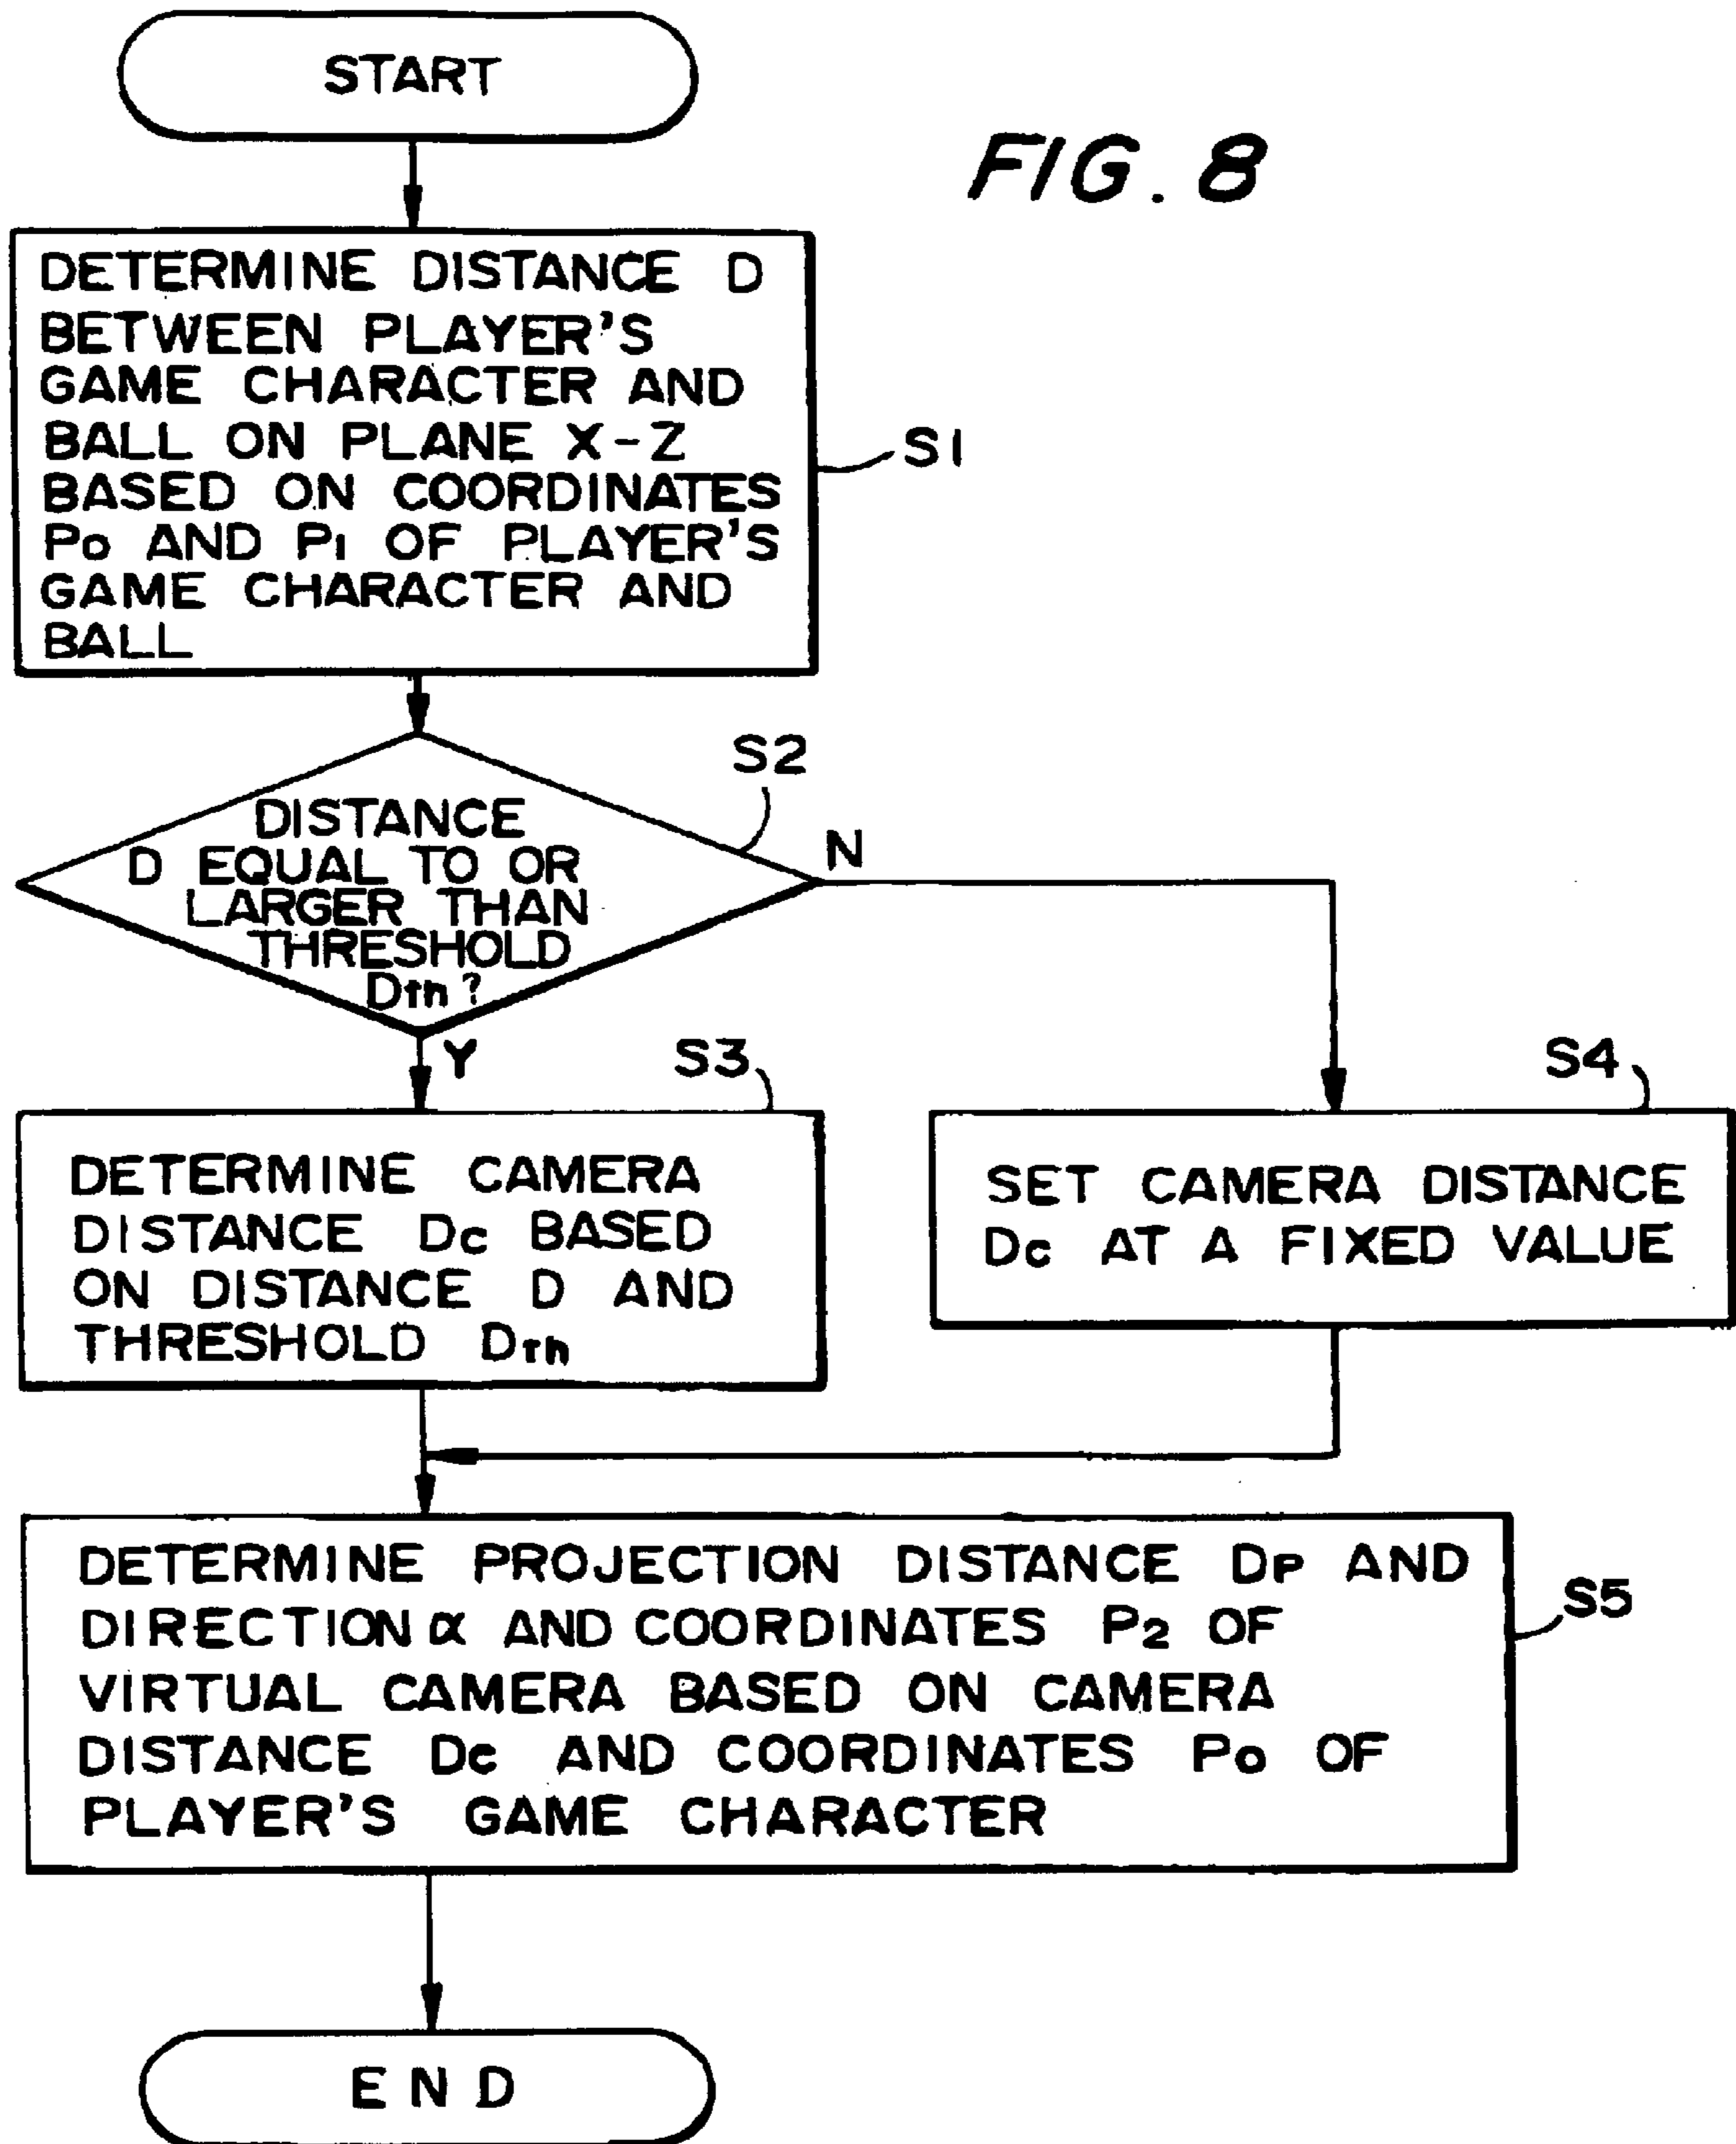 START
FIG. 8
DETERMINE DISTANCE D
BETWEEN PLAYER'S
GAME CHARACTER AND
BALL ON PLANE X-Z
BASED ON COORDINATES
P0 AND P1 OF PLAYER'S
GAME CHARACTER AND
BALL
S1
S2
DISTANCE
D EQUAL TO OR
LARGER THAN
THRESHOLD
Dth?
N
Y
S3
DETERMINE CAMERA
DISTANCE Dc BASED
ON DISTANCE D AND
THRESHOLD Dth
S4
SET CAMERA DISTANCE
Dc AT A FIXED VALUE
DETERMINE PROJECTION DISTANCE DP AND
DIRECTION α AND COORDINATES P2 OF
VIRTUAL CAMERA BASED ON CAMERA
DISTANCE Dc AND COORDINATES P0 OF
PLAYER'S GAME CHARACTER
S5
END